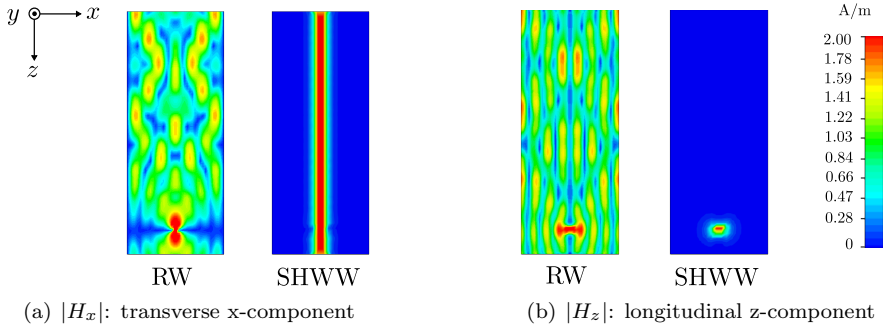 y x
z
A/m
2.00
1.78
1.59
1.41
1.22
1.03
0.84
0.66
0.47
0.28
0
RW SHWW RW SHWW
(a) |Hx|: transverse x-component (b) |Hz|: longitudinal z-component